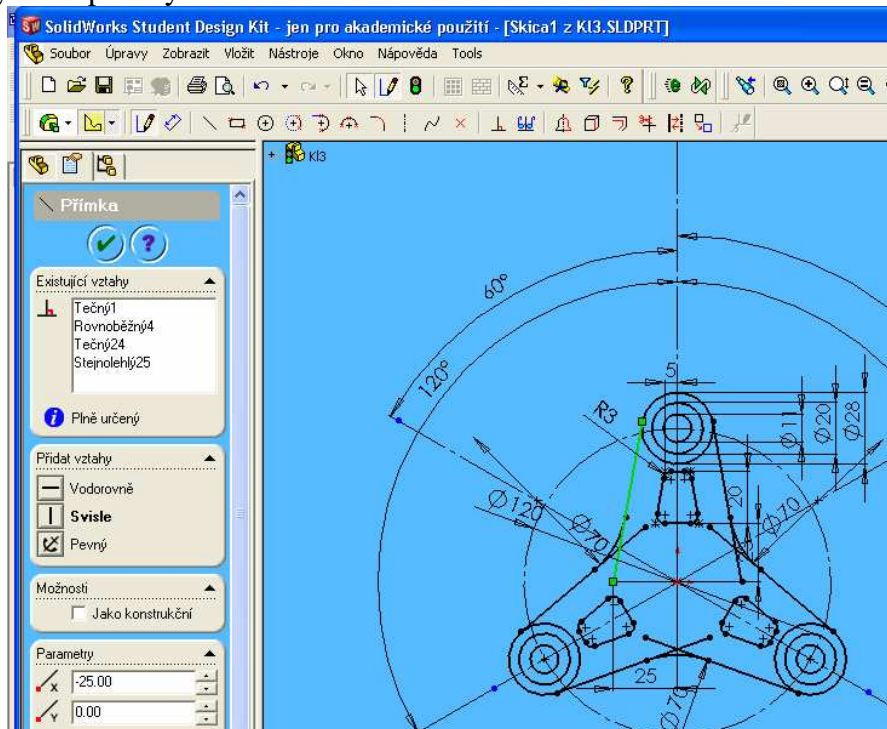 SolidWorks Student Design Kit - jen pro akademické použití - [Skica1 z Kl3.SLDPRT]
Soubor Úpravy Zobrazit Vložit Nástroje Okno Nápověda Tools
Kl3
Přímka
Existující vztahy
Tečný1
Rovnoběžný4
Tečný24
Stejnolehlý25
Plně určený
Přidat vztahy
Vodorovně
Svisle
Pevný
Možnosti
Jako konstrukční
Parametry
-25.00
0.00
60°
120°
5
R3
Ø11
Ø20
Ø28
20
Ø120
Ø70
Ø70
25
Ø70